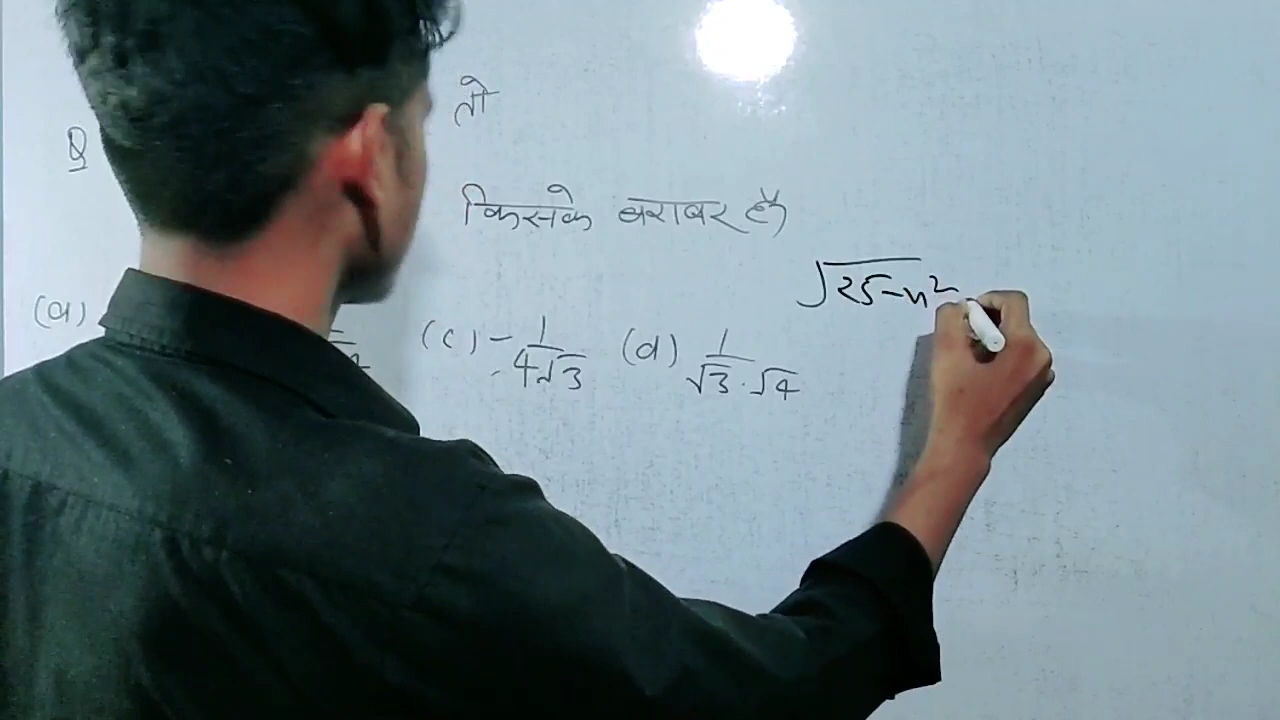 Q तो
किसके बराबर है
√25-x²
(a) (c) -1/4√3 (d) 1/√3.√4